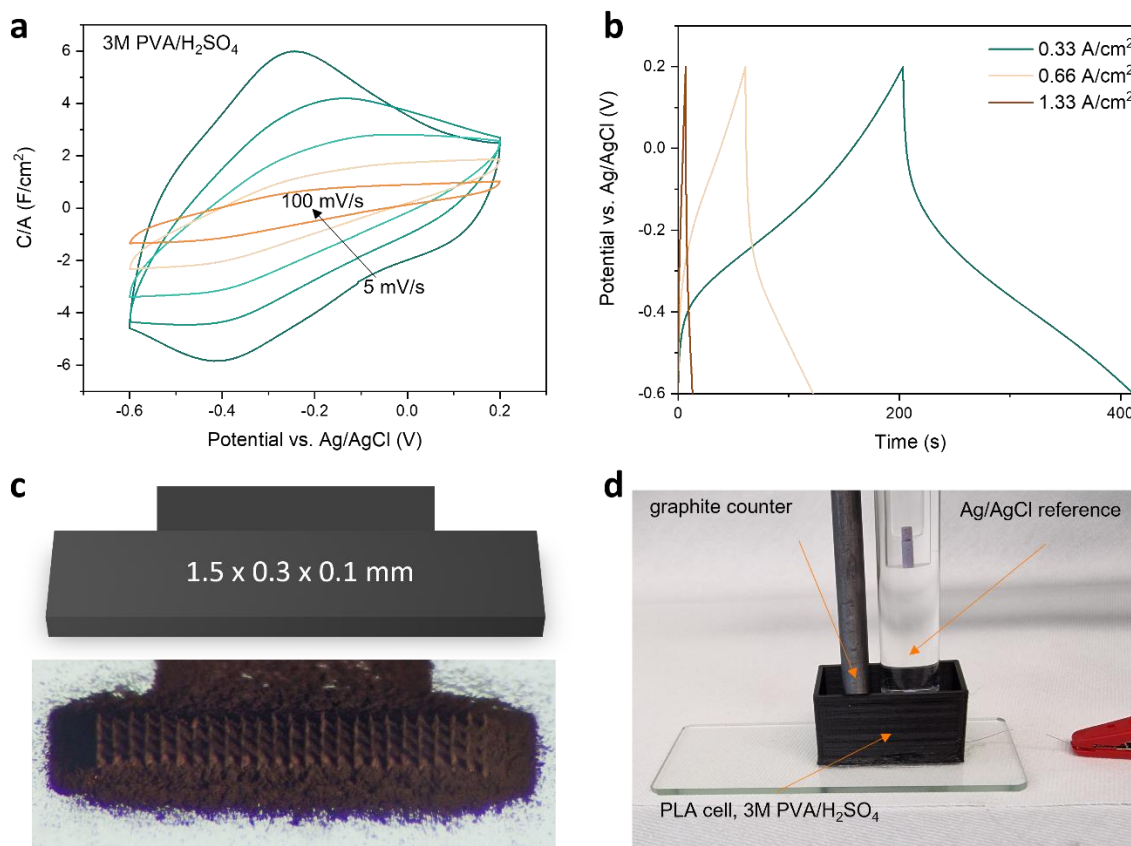 a
3M PVA/H₂SO₄
C/A (F/cm²)
6
4
2
0
-2
-4
-6
100 mV/s
5 mV/s
-0.6
-0.4
-0.2
0.0
0.2
Potential vs. Ag/AgCl (V)
b
0.33 A/cm²
0.66 A/cm²
1.33 A/cm²
Potential vs. Ag/AgCl (V)
0.2
0.0
-0.2
-0.4
-0.6
0
200
400
Time (s)
c
1.5 x 0.3 x 0.1 mm
d
graphite counter
Ag/AgCl reference
PLA cell, 3M PVA/H₂SO₄